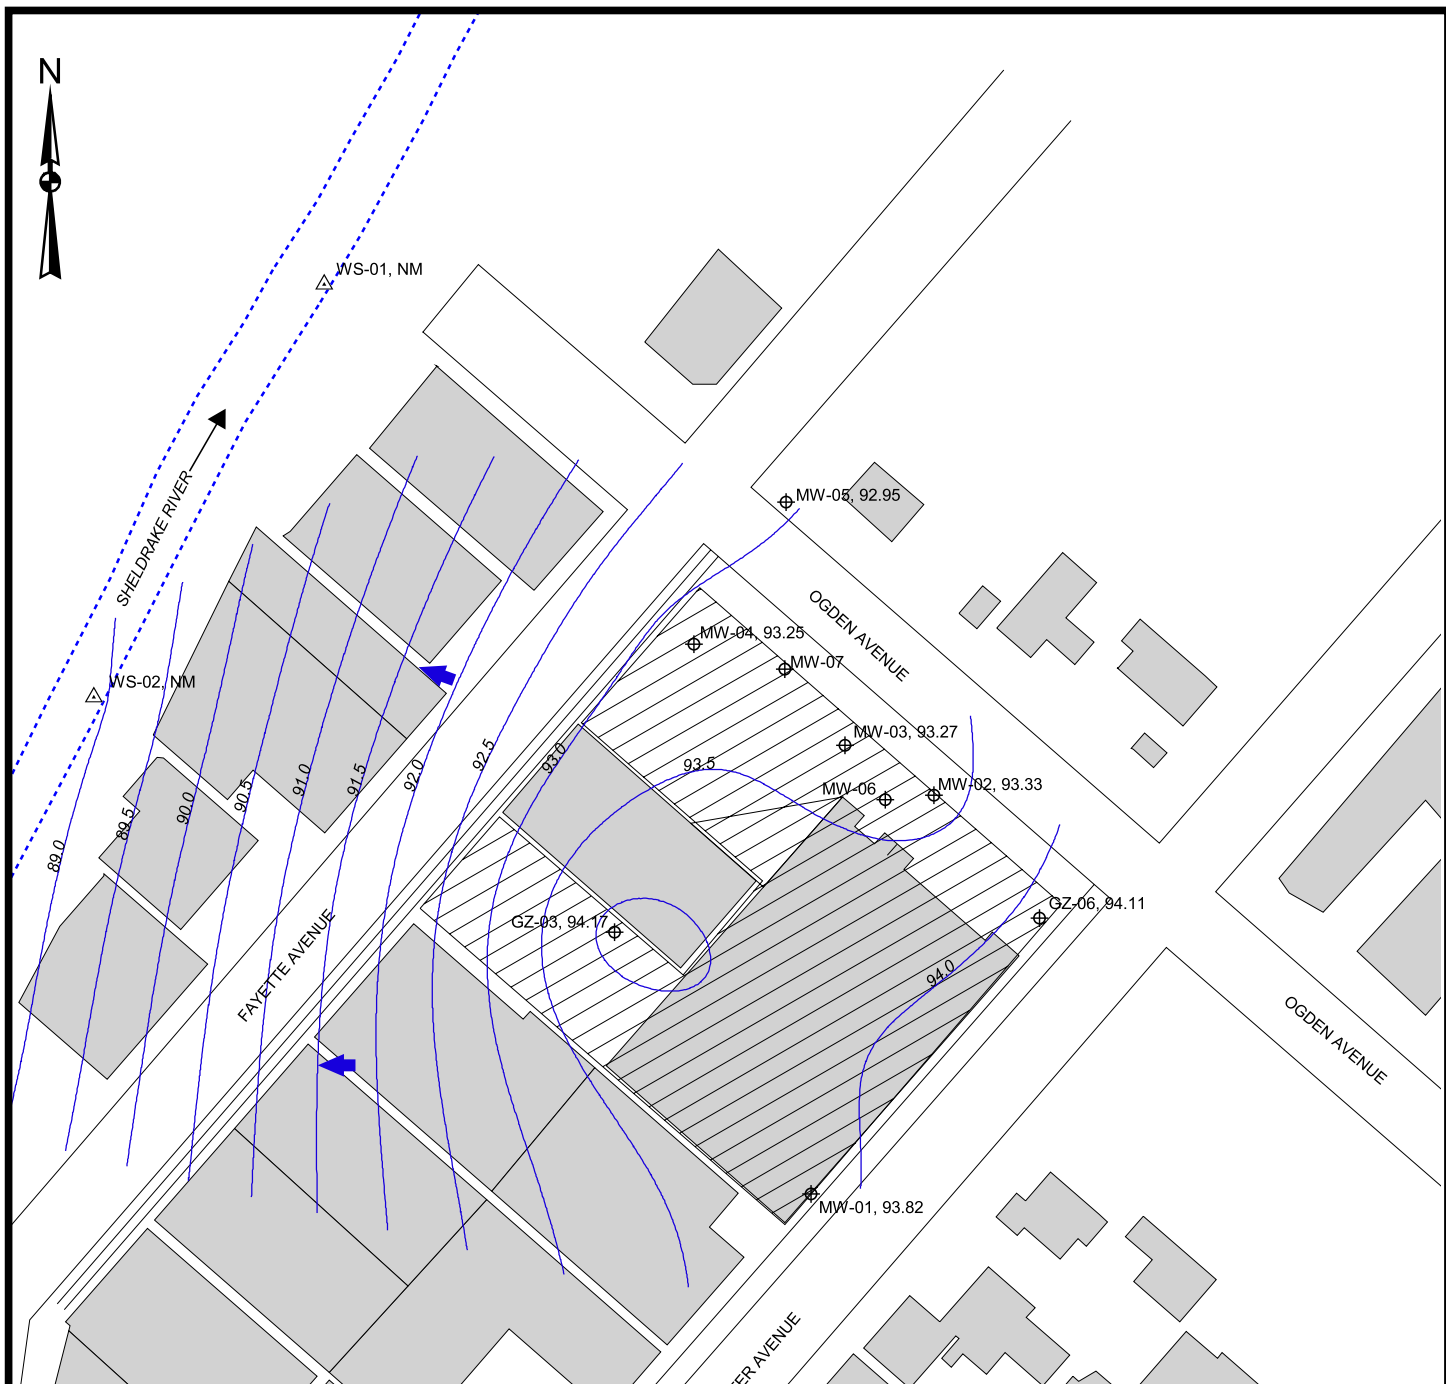 N
WS-01, NM
SHELDRAKE RIVER
MW-05, 92.95
OGDEN AVENUE
MW-04, 93.25
MW-07
WS-02, NM
MW-03, 93.27
MW-06
MW-02, 93.33
89.0
89.5
90.0
90.5
91.0
91.5
92.0
92.5
93.0
93.5
GZ-03, 94.17
GZ-06, 94.11
94.0
FAYETTE AVENUE
OGDEN AVENUE
MW-01, 93.82
AVENUE